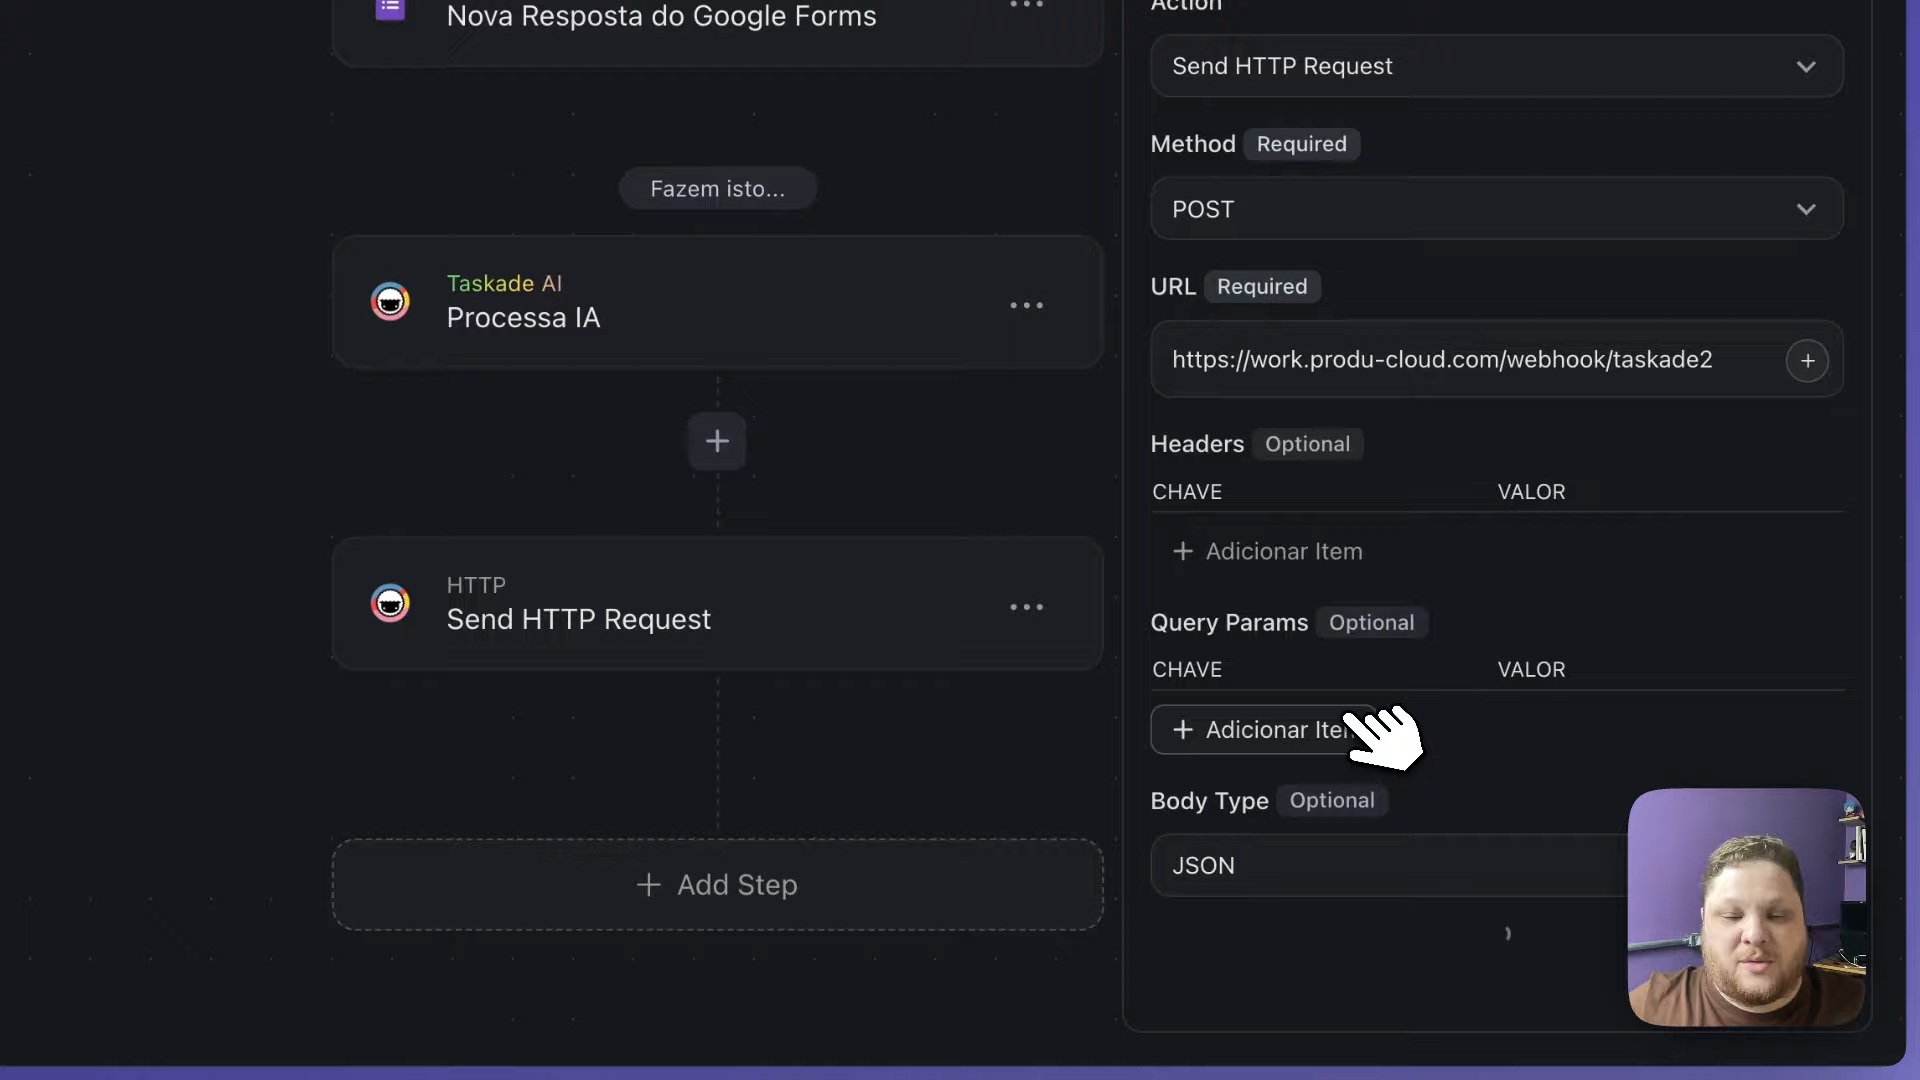 Nova Resposta do Google Forms
Fazem isto...
Taskade AI
Processa IA
HTTP
Send HTTP Request
Add Step
Action
Send HTTP Request
Method Required
POST
URL Required
https://work.produ-cloud.com/webhook/taskade2
Headers Optional
CHAVE VALOR
Adicionar Item
Query Params Optional
CHAVE VALOR
Adicionar
Body Type Optional
JSON